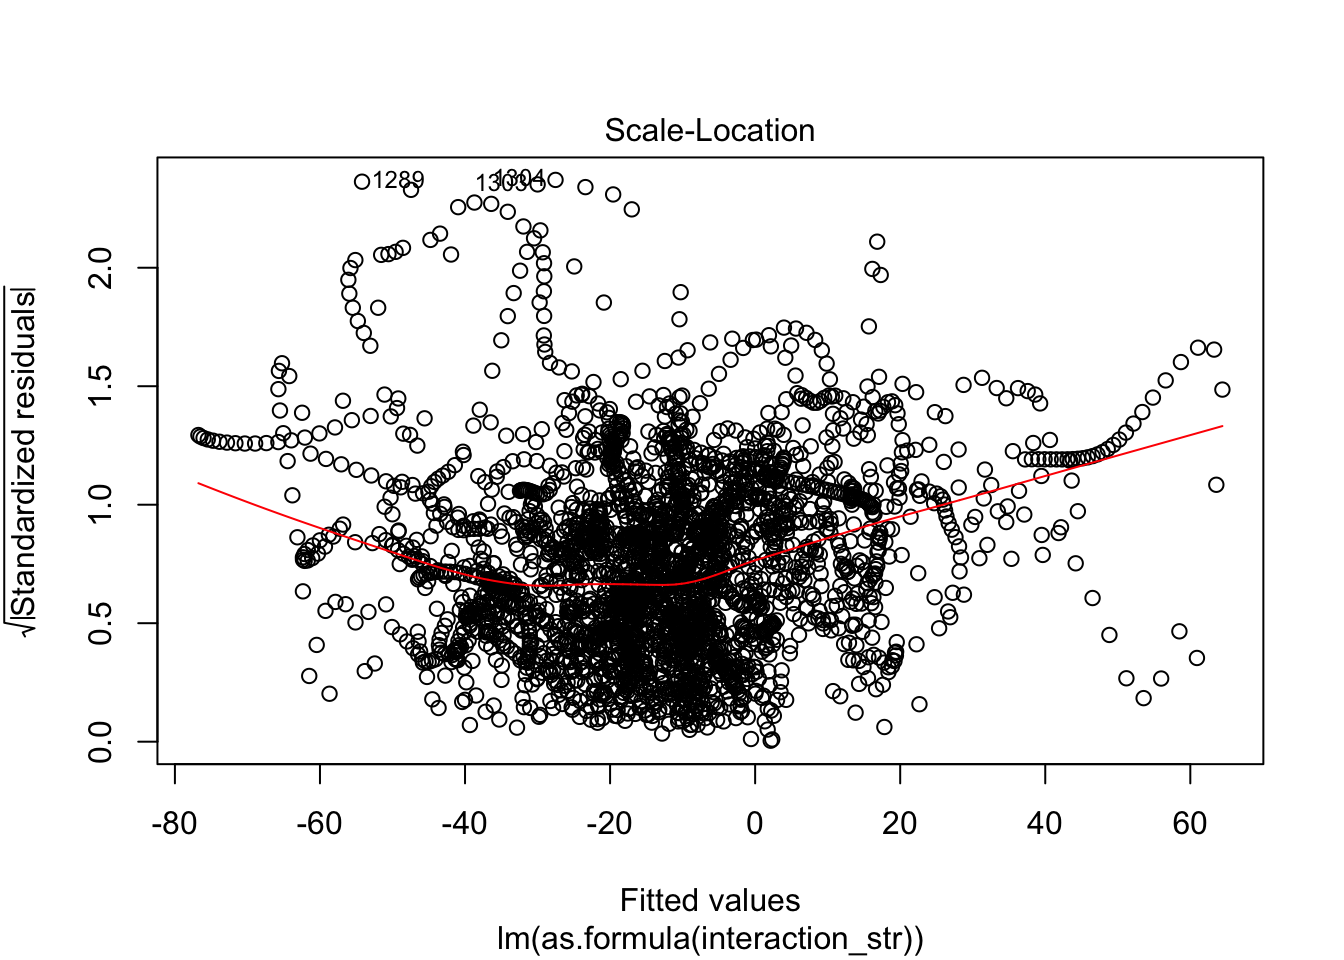 Scale-Location
1289
1303
1304
√|Standardized residuals|
2.0
1.5
1.0
0.5
0.0
-80 -60 -40 -20 0 20 40 60
Fitted values
lm(as.formula(interaction_str))